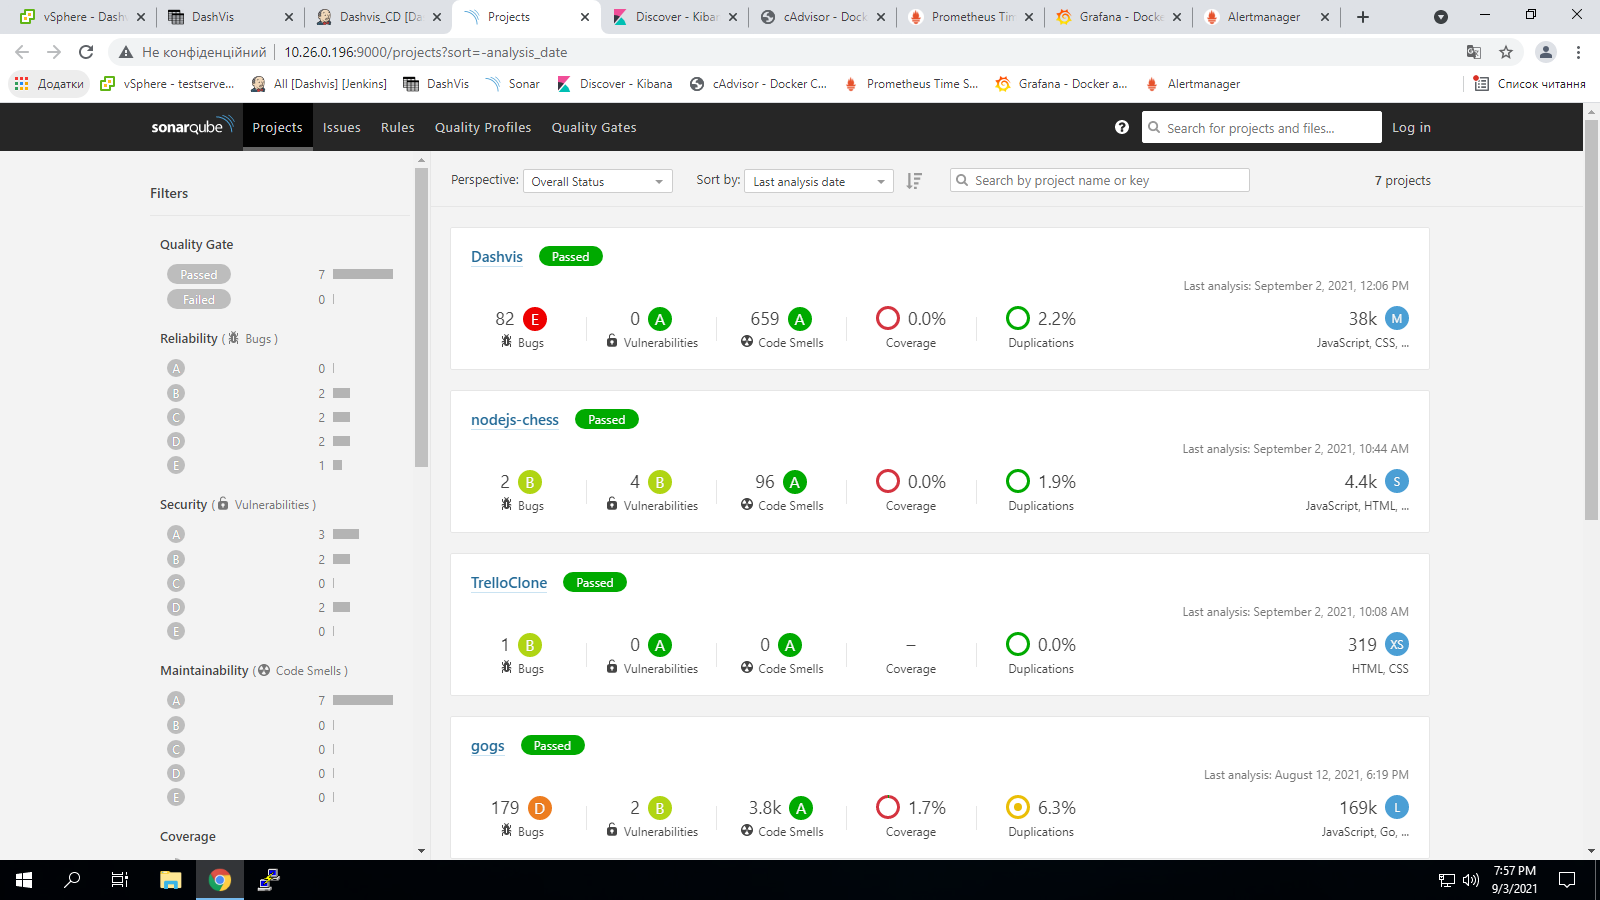 vSphere - Dash
DashVis
Dashvis_CD [Da
Projects
Discover - Kiban
cAdvisor - Dock
Prometheus Tim
Grafana - Docke
Alertmanager
Не конфіденційний
10.26.0.196:9000/projects?sort=-analysis_date
Додатки
vSphere - testserve...
All [Dashvis] [Jenkins]
DashVis
Sonar
Discover - Kibana
cAdvisor - Docker C...
Prometheus Time S...
Grafana - Docker a...
Alertmanager
Список читання
sonarqube
Projects
Issues
Rules
Quality Profiles
Quality Gates
Search for projects and files...
Log in
Filters
Quality Gate
Passed 7
Failed 0
Reliability ( Bugs )
A 0
B 2
C 2
D 2
E 1
Security ( Vulnerabilities )
A 3
B 2
C 0
D 2
E 0
Maintainability ( Code Smells )
A 7
B 0
C 0
D 0
E 0
Coverage
Perspective: Overall Status
Sort by: Last analysis date
Search by project name or key
7 projects
Dashvis Passed
Last analysis: September 2, 2021, 12:06 PM
82 E 0 A 659 A 0.0% 2.2% 38k M
Bugs Vulnerabilities Code Smells Coverage Duplications JavaScript, CSS, ...
nodejs-chess Passed
Last analysis: September 2, 2021, 10:44 AM
2 B 4 B 96 A 0.0% 1.9% 4.4k S
Bugs Vulnerabilities Code Smells Coverage Duplications JavaScript, HTML, ...
TrelloClone Passed
Last analysis: September 2, 2021, 10:08 AM
1 B 0 A 0 A – 0.0% 319 XS
Bugs Vulnerabilities Code Smells Coverage Duplications HTML, CSS
gogs Passed
Last analysis: August 12, 2021, 6:19 PM
179 D 2 B 3.8k A 1.7% 6.3% 169k L
Bugs Vulnerabilities Code Smells Coverage Duplications JavaScript, Go, ...
7:57 PM
9/3/2021